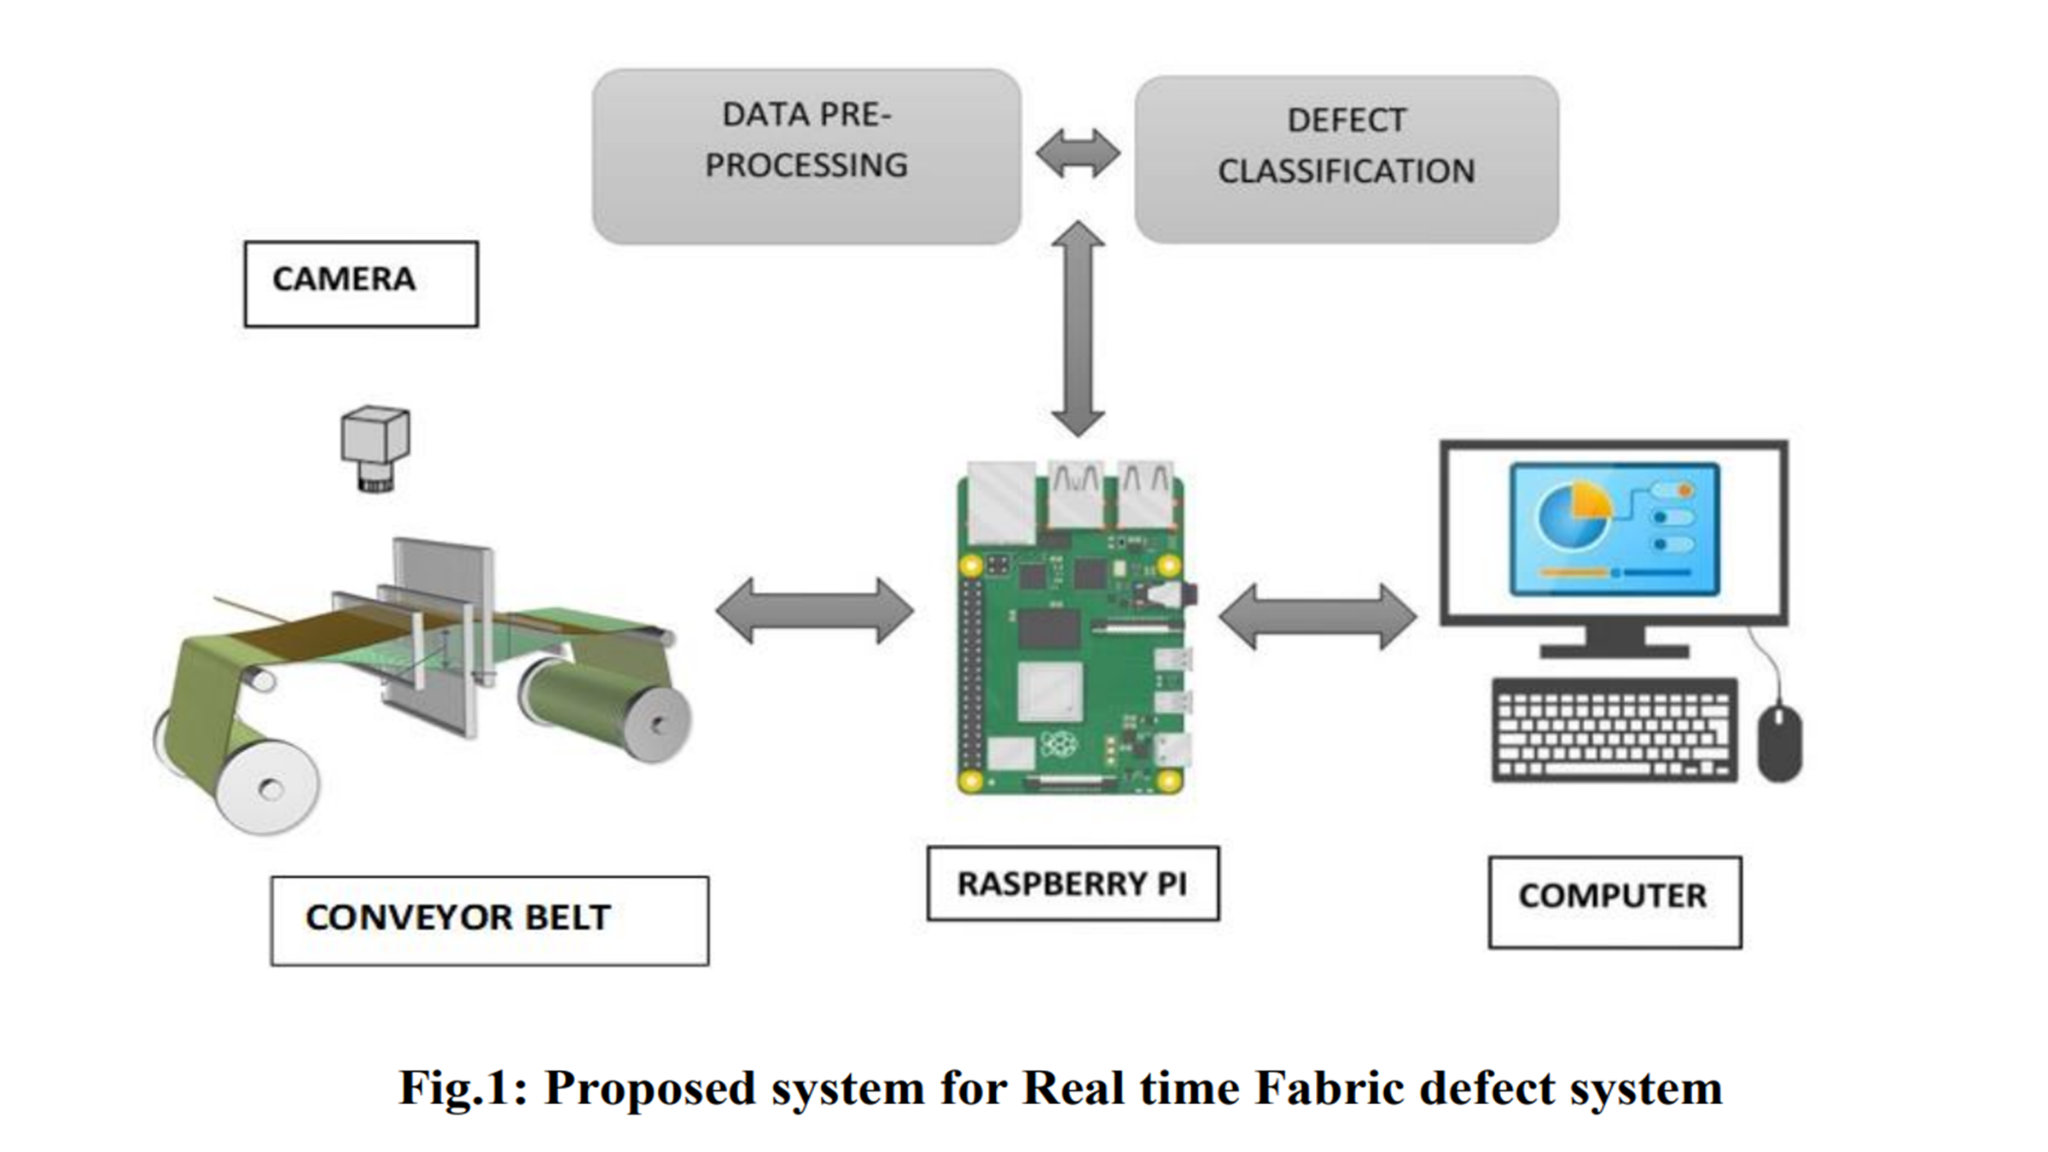 DATA PRE-
PROCESSING
DEFECT
CLASSIFICATION
CAMERA
CONVEYOR BELT
RASPBERRY PI
COMPUTER
Fig.1: Proposed system for Real time Fabric defect system